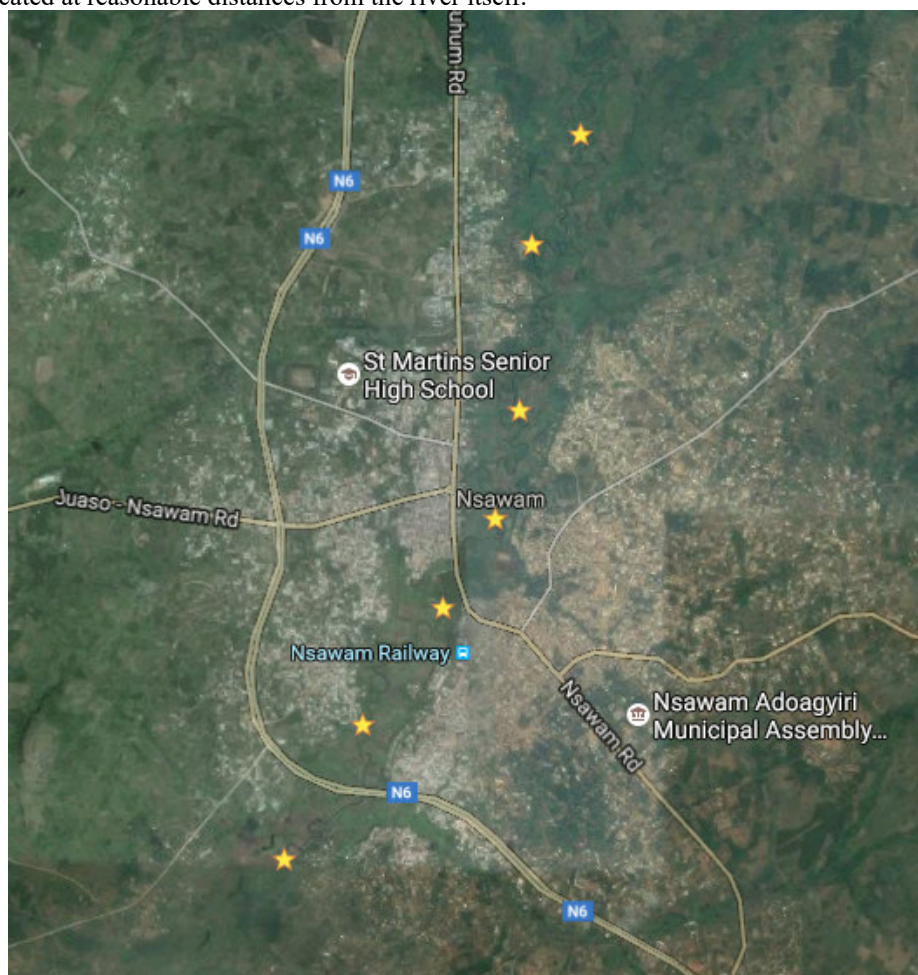 located at reasonable distances from the river itself.
uhum Rd
N6
N6
St Martins Senior
High School
Juaso - Nsawam Rd
Nsawam
Nsawam Railway
Nsawam Rd
Nsawam Adoagyiri
Municipal Assembly...
N6
N6